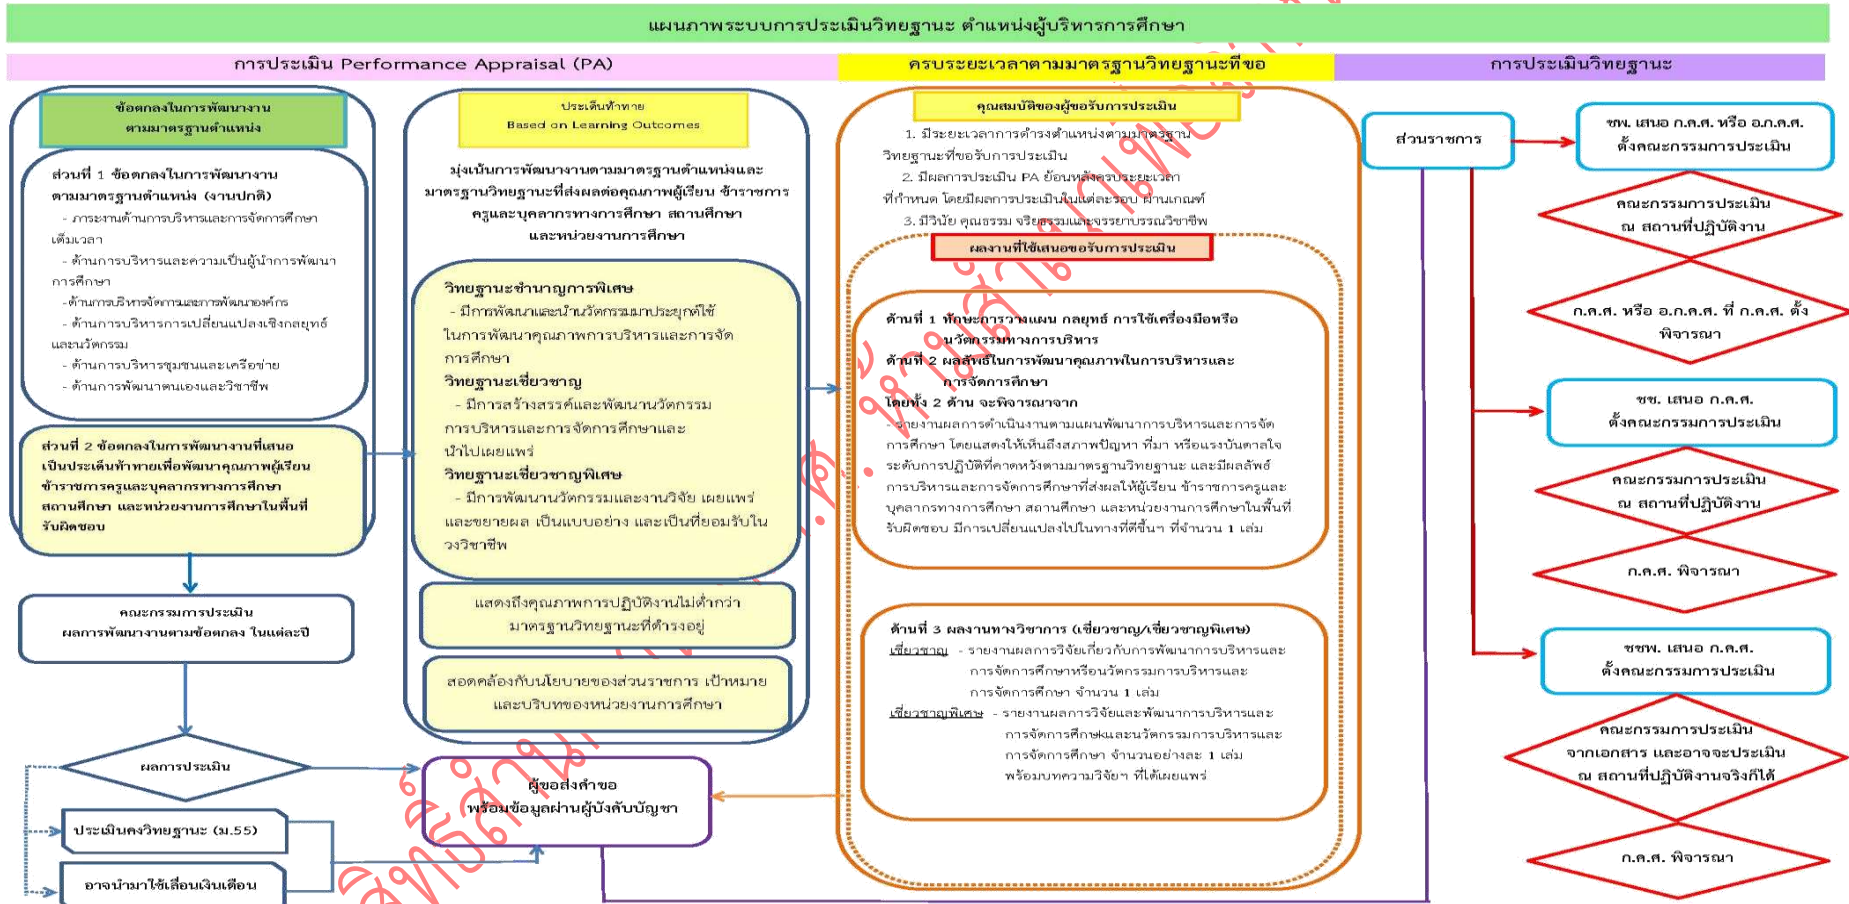 แผนภาพระบบการประเมินวิทยฐานะ ตำแหน่งผู้บริหารการศึกษา
การประเมิน Performance Appraisal (PA)
ครบระยะเวลาตามมาตรฐานวิทยฐานะที่ขอ
การประเมินวิทยฐานะ
ข้อตกลงในการพัฒนางาน
ตามมาตรฐานตำแหน่ง
ส่วนที่ 1 ข้อตกลงในการพัฒนางาน
ตามมาตรฐานตำแหน่ง (งานปกติ)
- ภาระงานด้านการบริหารและการจัดการศึกษา
เต็มเวลา
- ด้านการบริหารและความเป็นผู้นำการพัฒนา
การศึกษา
-ด้านการบริหารจัดการและการพัฒนาองค์กร
- ด้านการบริหารการเปลี่ยนแปลงเชิงกลยุทธ์
และนวัตกรรม
- ด้านการบริหารชุมชนและเครือข่าย
- ด้านการพัฒนาตนเองและวิชาชีพ
ส่วนที่ 2 ข้อตกลงในการพัฒนางานที่เสนอ
เป็นประเด็นท้าทายเพื่อพัฒนาคุณภาพผู้เรียน
ข้าราชการครูและบุคลากรทางการศึกษา
สถานศึกษา และหน่วยงานการศึกษาในพื้นที่
รับผิดชอบ
คณะกรรมการประเมิน
ผลการพัฒนางานตามข้อตกลง ในแต่ละปี
ผลการประเมิน
ประเมินคงวิทยฐานะ (ม.55)
อาจนำมาใช้เลื่อนเงินเดือน
ประเด็นท้าทาย
Based on Learning Outcomes
มุ่งเน้นการพัฒนางานตามมาตรฐานตำแหน่งและ
มาตรฐานวิทยฐานะที่ส่งผลต่อคุณภาพผู้เรียน ข้าราชการ
ครูและบุคลากรทางการศึกษา สถานศึกษา
และหน่วยงานการศึกษา
วิทยฐานะชำนาญการพิเศษ
- มีการพัฒนาและนำนวัตกรรมมาประยุกต์ใช้
ในการพัฒนาคุณภาพการบริหารและการจัด
การศึกษา
วิทยฐานะเชี่ยวชาญ
- มีการสร้างสรรค์และพัฒนานวัตกรรม
การบริหารและการจัดการศึกษาและ
นำไปเผยแพร่
วิทยฐานะเชี่ยวชาญพิเศษ
- มีการพัฒนานวัตกรรมและงานวิจัย เผยแพร่
และขยายผล เป็นแบบอย่าง และเป็นที่ยอมรับใน
วงวิชาชีพ
แสดงถึงคุณภาพการปฏิบัติงานไม่ต่ำกว่า
มาตรฐานวิทยฐานะที่ดำรงอยู่
สอดคล้องกับนโยบายของส่วนราชการ เป้าหมาย
และบริบทของหน่วยงานการศึกษา
ผู้ขอส่งคำขอ
พร้อมข้อมูลผ่านผู้บังคับบัญชา
คุณสมบัติของผู้ขอรับการประเมิน
1. มีระยะเวลาการดำรงตำแหน่งตามมาตรฐาน
วิทยฐานะที่ขอรับการประเมิน
2. มีผลการประเมิน PA ย้อนหลังครบระยะเวลา
ที่กำหนด โดยมีผลการประเมินในแต่ละรอบ ผ่านเกณฑ์
3. มีวินัย คุณธรรม จริยธรรมและจรรยาบรรณวิชาชีพ
ผลงานที่ใช้เสนอขอรับการประเมิน
ด้านที่ 1 ทักษะการวางแผน กลยุทธ์ การใช้เครื่องมือหรือ
นวัตกรรมทางการบริหาร
ด้านที่ 2 ผลลัพธ์ในการพัฒนาคุณภาพในการบริหารและ
การจัดการศึกษา
โดยทั้ง 2 ด้าน จะพิจารณาจาก
- รายงานผลการดำเนินงานตามแผนพัฒนาการบริหารและการจัด
การศึกษา โดยแสดงให้เห็นถึงสภาพปัญหา ที่มา หรือแรงบันดาลใจ
ระดับการปฏิบัติที่คาดหวังตามมาตรฐานวิทยฐานะ และมีผลลัพธ์
การบริหารและการจัดการศึกษาที่ส่งผลให้ผู้เรียน ข้าราชการครูและ
บุคลากรทางการศึกษา สถานศึกษา และหน่วยงานการศึกษาในพื้นที่
รับผิดชอบ มีการเปลี่ยนแปลงไปในทางที่ดีขึ้นฯ ที่จำนวน 1 เล่ม
ด้านที่ 3 ผลงานทางวิชาการ (เชี่ยวชาญ/เชี่ยวชาญพิเศษ)
เชี่ยวชาญ - รายงานผลการวิจัยเกี่ยวกับการพัฒนาการบริหารและ
การจัดการศึกษาหรือนวัตกรรมการบริหารและ
การจัดการศึกษา จำนวน 1 เล่ม
เชี่ยวชาญพิเศษ - รายงานผลการวิจัยและพัฒนาการบริหารและ
การจัดการศึกษkและนวัตกรรมการบริหารและ
การจัดการศึกษา จำนวนอย่างละ 1 เล่ม
พร้อมบทความวิจัยฯ ที่ได้เผยแพร่
ส่วนราชการ
ชพ. เสนอ ก.ค.ศ. หรือ อ.ก.ค.ศ.
ตั้งคณะกรรมการประเมิน
คณะกรรมการประเมิน
ณ สถานที่ปฏิบัติงาน
ก.ค.ศ. หรือ อ.ก.ค.ศ. ที่ ก.ค.ศ. ตั้ง
พิจารณา
ชช. เสนอ ก.ค.ศ.
ตั้งคณะกรรมการประเมิน
คณะกรรมการประเมิน
ณ สถานที่ปฏิบัติงาน
ก.ค.ศ. พิจารณา
ชชพ. เสนอ ก.ค.ศ.
ตั้งคณะกรรมการประเมิน
คณะกรรมการประเมิน
จากเอกสาร และอาจจะประเมิน
ณ สถานที่ปฏิบัติงานจริงก็ได้
ก.ค.ศ. พิจารณา